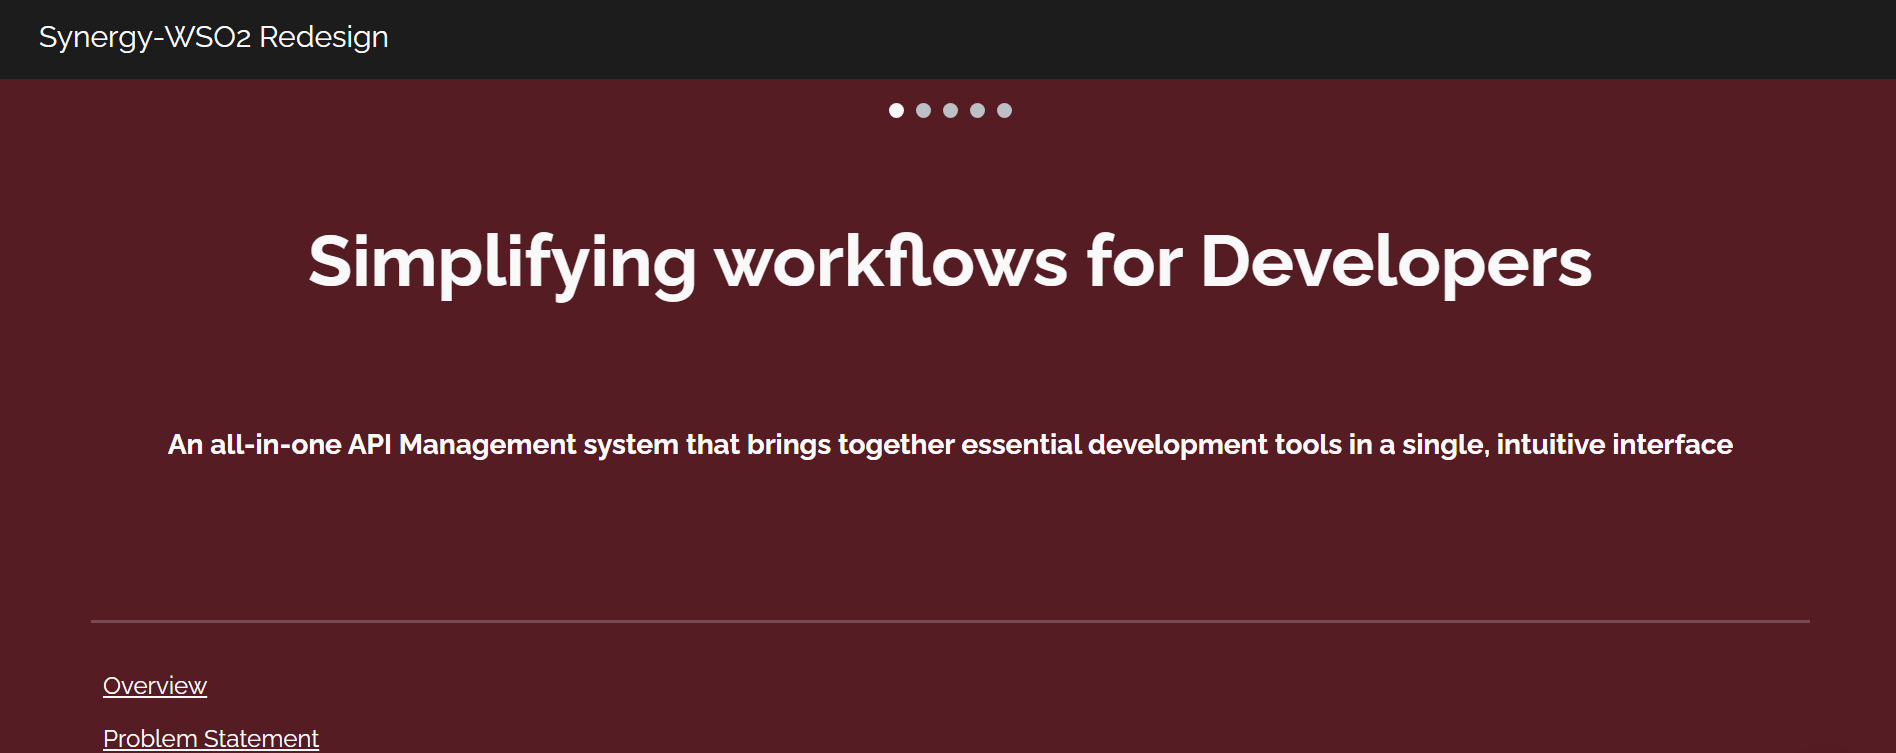 Synergy-WSO2 Redesign
Simplifying workflows for Developers
An all-in-one API Management system that brings together essential development tools in a single, intuitive interface
Overview
Problem Statement